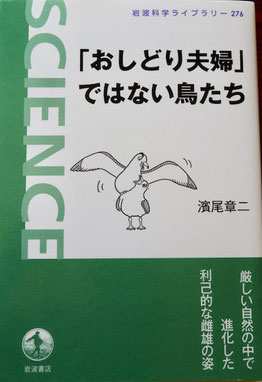 岩波科学ライブラリー 276
SCIENCE
「おしどり夫婦」
ではない鳥たち
濱尾章二
厳しい自然の中で
進化した
利己的な雌雄の姿
岩波書店